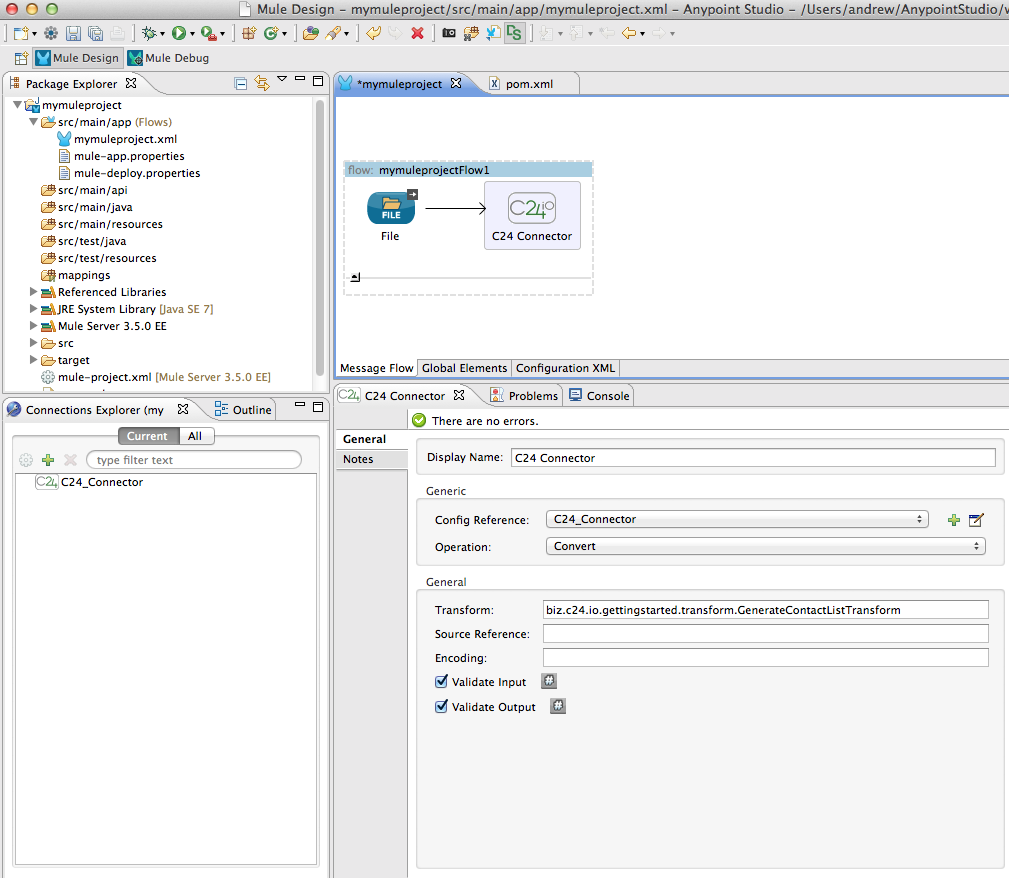 Mule Design – mymuleproject/src/main/app/mymuleproject.xml – Anypoint Studio – /Users/andrew/AnypointStudio/
Mule Design Mule Debug
Package Explorer
mymuleproject
src/main/app (Flows)
mymuleproject.xml
mule-app.properties
mule-deploy.properties
src/main/api
src/main/java
src/main/resources
src/test/java
src/test/resources
mappings
Referenced Libraries
JRE System Library [Java SE 7]
Mule Server 3.5.0 EE
src
target
mule-project.xml [Mule Server 3.5.0 EE]
*mymuleproject pom.xml
flow: mymuleprojectFlow1
FILE
C24io
File
C24 Connector
Message Flow Global Elements Configuration XML
Connections Explorer (my Outline
Current All
type filter text
C24 C24_Connector
C24 C24 Connector Problems Console
General
Notes
There are no errors.
Display Name: C24 Connector
Generic
Config Reference: C24_Connector
Operation: Convert
General
Transform: biz.c24.io.gettingstarted.transform.GenerateContactListTransform
Source Reference:
Encoding:
Validate Input #
Validate Output #